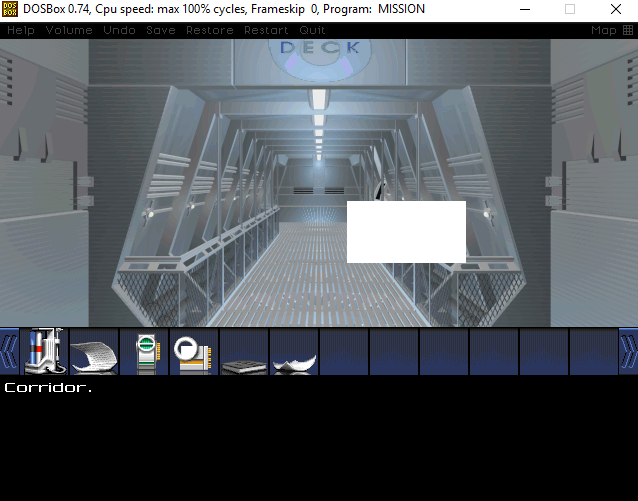 DOSBox 0.74, Cpu speed: max 100% cycles, Frameskip 0, Program: MISSION
Help Volume Undo Save Restore Restart Quit Map
DECK
Corridor.